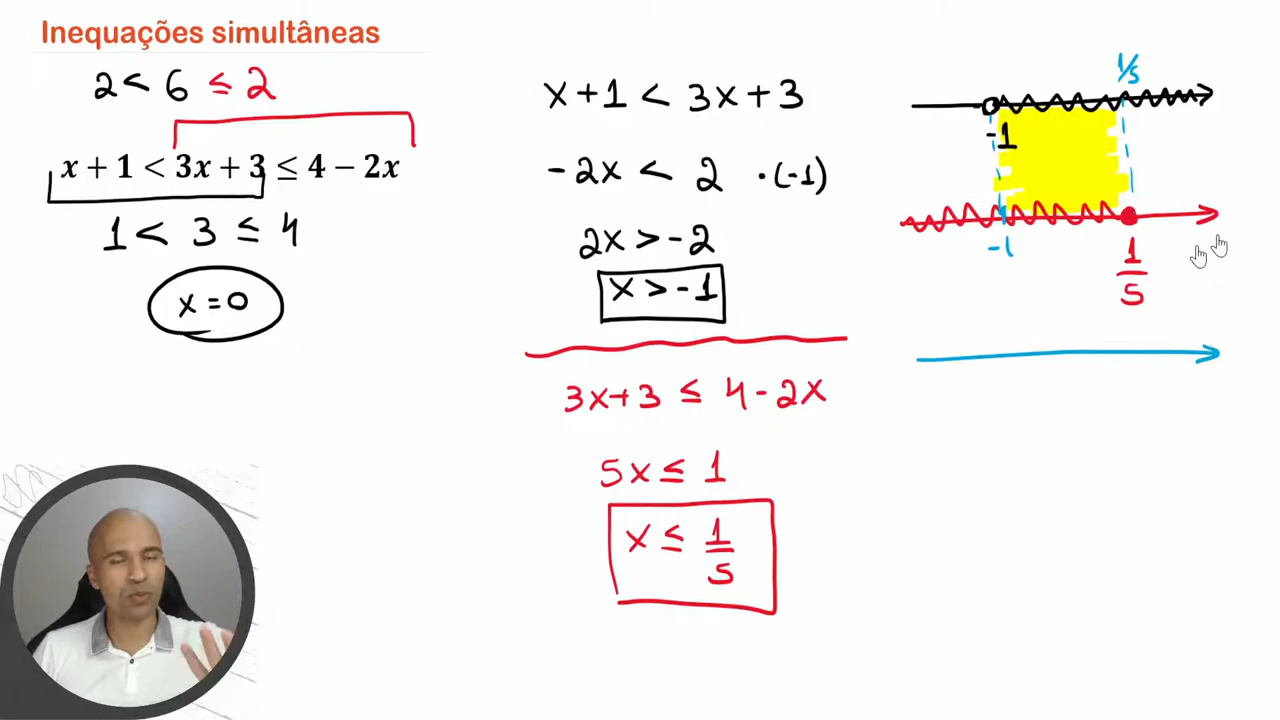 Inequações simultâneas
2 < 6 ≤ 2
x + 1 < 3x + 3 ≤ 4 − 2x
1 < 3 ≤ 4
x = 0
x + 1 < 3x + 3
-2x < 2 · (-1)
2x > -2
x > -1
3x + 3 ≤ 4 - 2x
5x ≤ 1
x ≤ 1/5
1/5
-1
-1
1/5